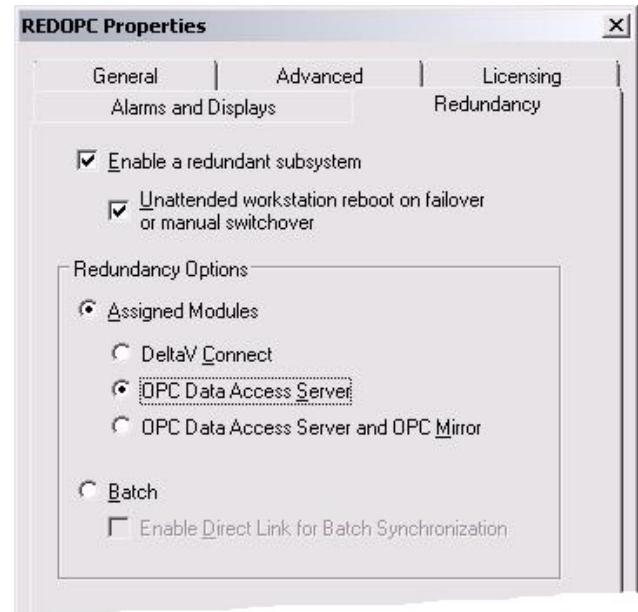 REDOPC Properties
General Advanced Licensing
Alarms and Displays Redundancy
Enable a redundant subsystem
Unattended workstation reboot on failover
or manual switchover
Redundancy Options
Assigned Modules
DeltaV Connect
OPC Data Access Server
OPC Data Access Server and OPC Mirror
Batch
Enable Direct Link for Batch Synchronization